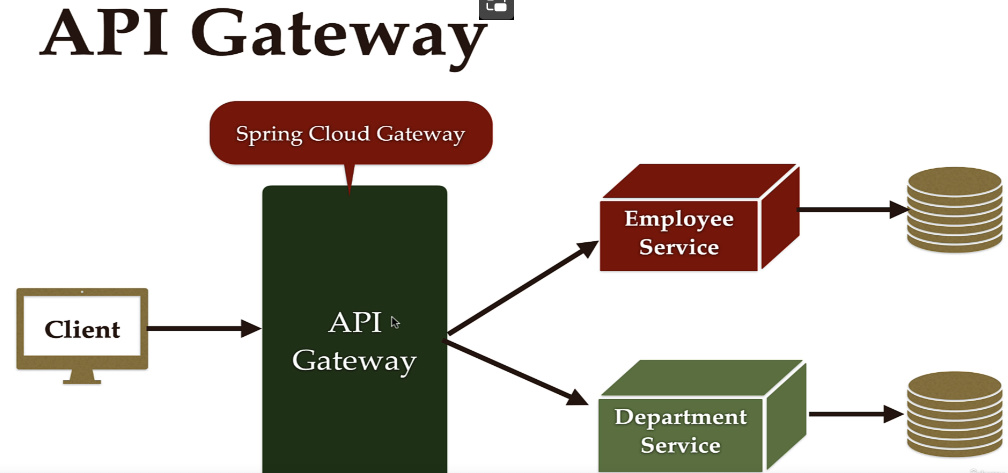 API Gateway
Spring Cloud Gateway
Employee
Service
Client
API
Gateway
Department
Service